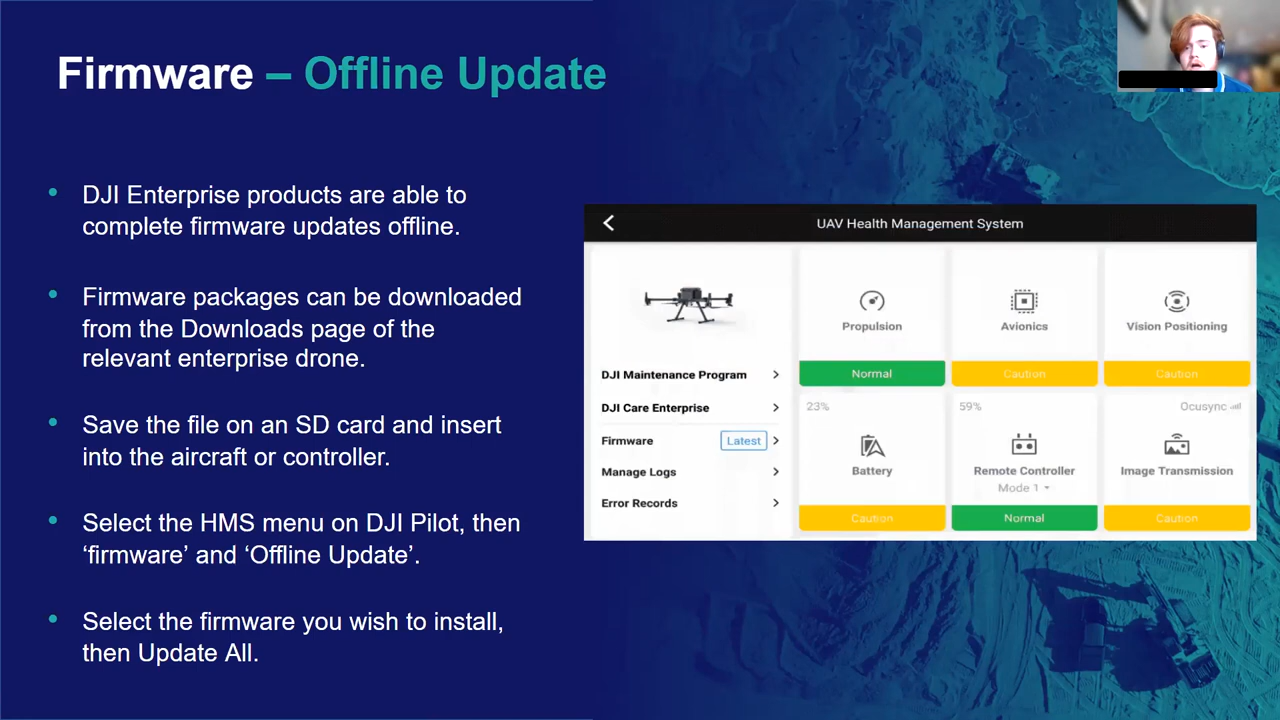 Firmware – Offline Update
• DJI Enterprise products are able to
complete firmware updates offline.
• Firmware packages can be downloaded
from the Downloads page of the
relevant enterprise drone.
• Save the file on an SD card and insert
into the aircraft or controller.
• Select the HMS menu on DJI Pilot, then
‘firmware’ and ‘Offline Update’.
• Select the firmware you wish to install,
then Update All.
UAV Health Management System
DJI Maintenance Program
DJI Care Enterprise
Firmware Latest
Manage Logs
Error Records
Propulsion
Normal
Avionics
Caution
Vision Positioning
Caution
23%
Battery
Caution
59%
Remote Controller
Mode 1
Normal
Ocusync
Image Transmission
Caution